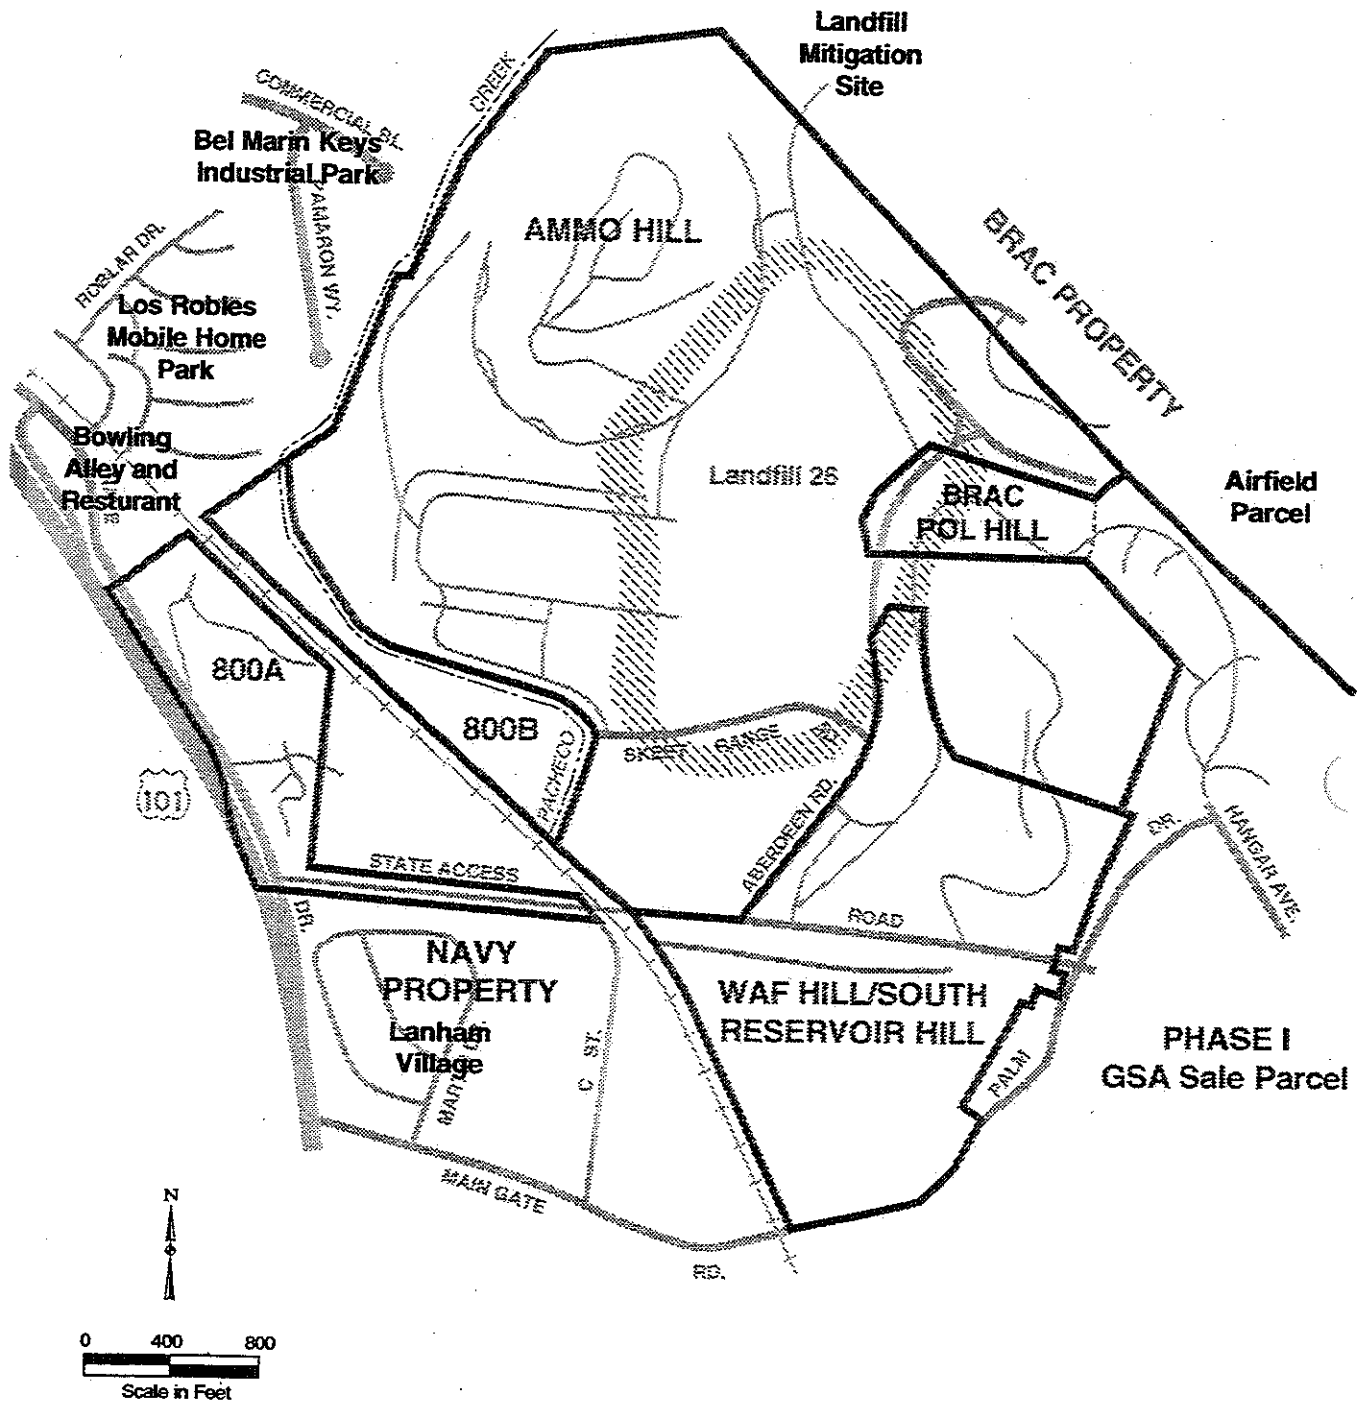 Landfill
Mitigation
Site
CREEK
COMMERCIAL BL.
Bel Marin Keys
Industrial Park
AMMO HILL
BRAC PROPERTY
ROBLAR DR.
Los Robles
Mobile Home
Park
Bowling
Alley and
Resturant
Landfill 26
BRAC
POL HILL
Airfield
Parcel
800A
800B
SKEET RANGE RD.
PACHECO
101
ABERDEEN RD.
DR.
HANGAR AVE.
STATE ACCESS
ROAD
DR.
NAVY
PROPERTY
Lanham
Village
C ST.
WAF HILL/SOUTH
RESERVOIR HILL
PALM
PHASE I
GSA Sale Parcel
MAIN GATE
RD.
N
0 400 800
Scale in Feet